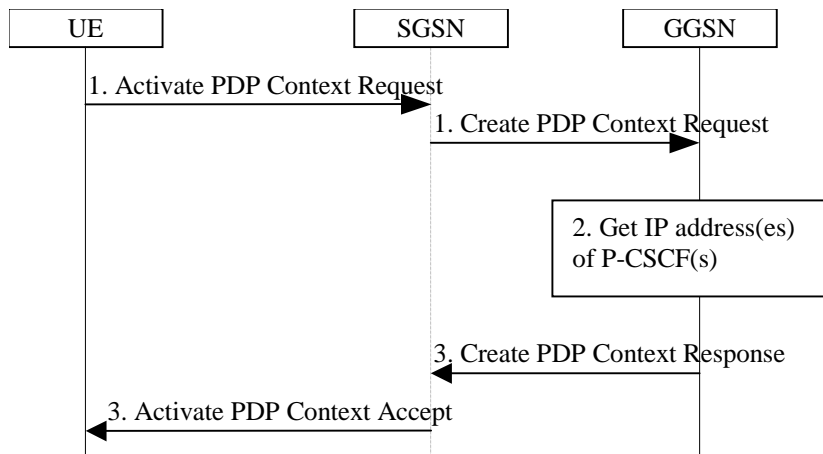 UE
SGSN
GGSN
1. Activate PDP Context Request
1. Create PDP Context Request
2. Get IP address(es)
of P-CSCF(s)
3. Create PDP Context Response
3. Activate PDP Context Accept